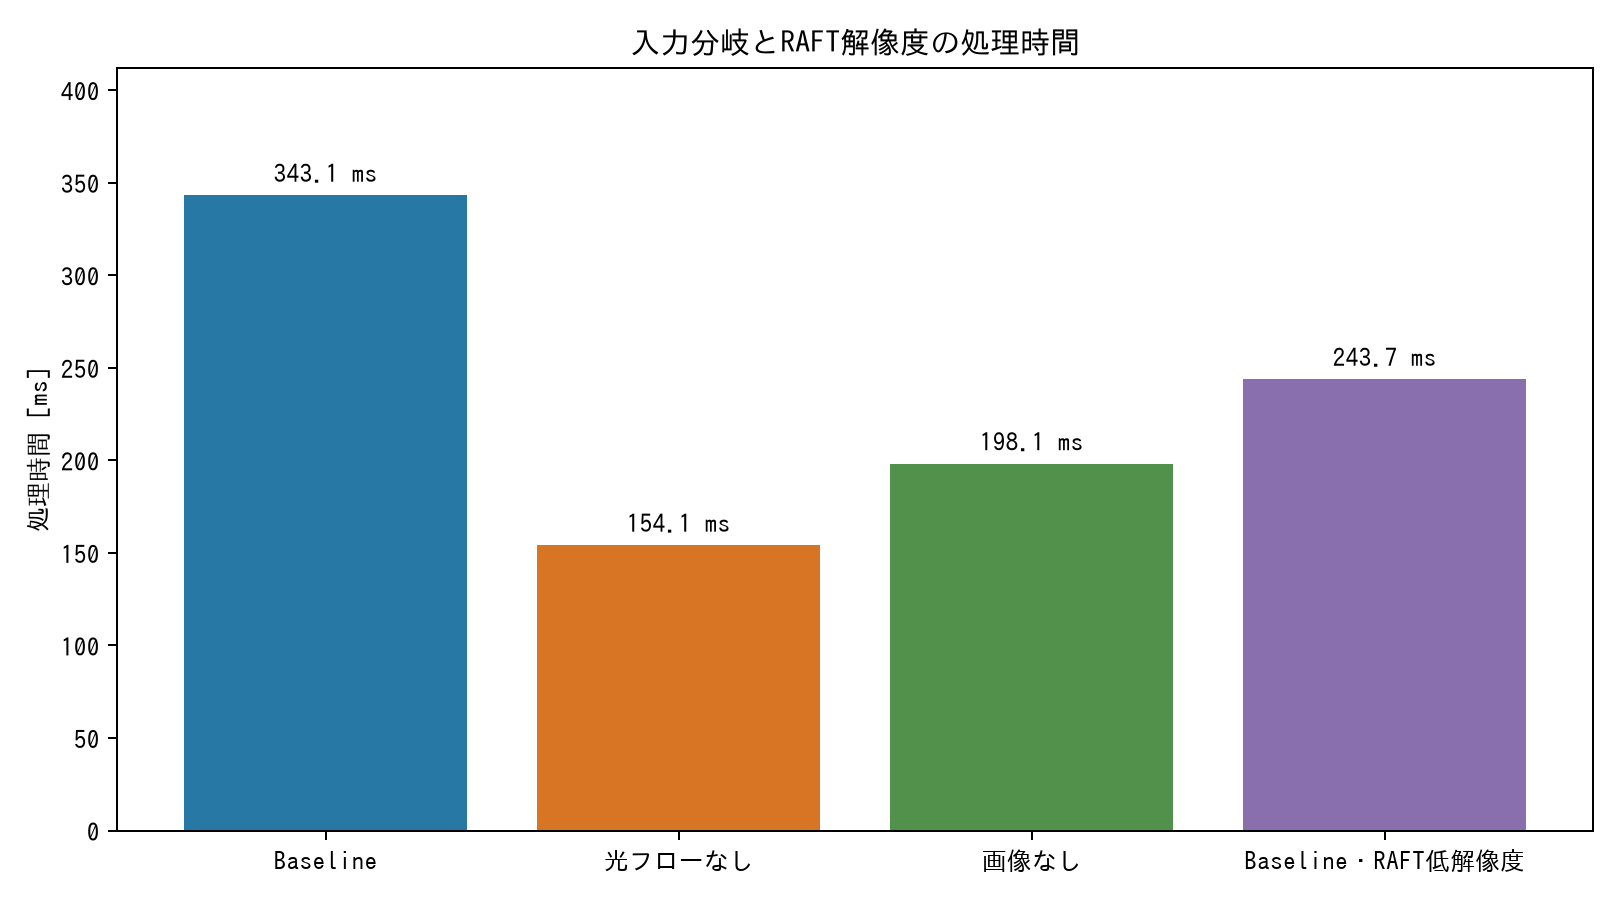 入力分岐とRAFT解像度の処理時間
処理時間 [ms]
400
350
300
250
200
150
100
50
0
343.1 ms
154.1 ms
198.1 ms
243.7 ms
Baseline
光フローなし
画像なし
Baseline・RAFT低解像度